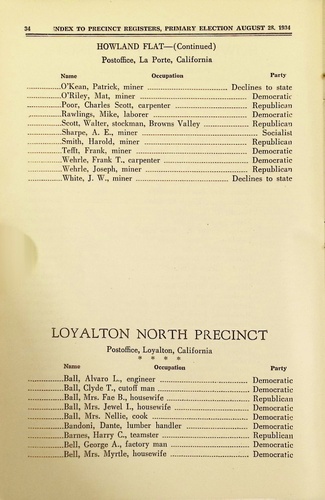 34 INDEX TO PRECINCT REGISTERS, PRIMARY ELECTION AUGUST 28, 1934
HOWLAND FLAT—(Continued)
Postoffice, La Porte, California
Name Occupation Party
O'Kean, Patrick, miner Declines to state
O'Riley, Mat, miner Democratic
Poor, Charles Scott, carpenter Republican
Rawlings, Mike, laborer Democratic
Scott, Walter, stockman, Browns Valley Republican
Sharpe, A. E., miner Socialist
Smith, Harold, miner Republican
Tefft, Frank, miner Democratic
Wehrle, Frank T., carpenter Democratic
Wehrle, Joseph, miner Republican
White, J. W., miner Declines to state
LOYALTON NORTH PRECINCT
Postoffice, Loyalton, California
* * * *
Name Occupation Party
Ball, Alvaro L., engineer Democratic
Ball, Clyde T., cutoff man Democratic
Ball, Mrs. Fae B., housewife Republican
Ball, Mrs. Jewel I., housewife Democratic
Ball, Mrs. Nellie, cook Democratic
Bandoni, Dante, lumber handler Democratic
Barnes, Harry C., teamster Republican
Bell, George A., factory man Democratic
Bell, Mrs. Myrtle, housewife Democratic